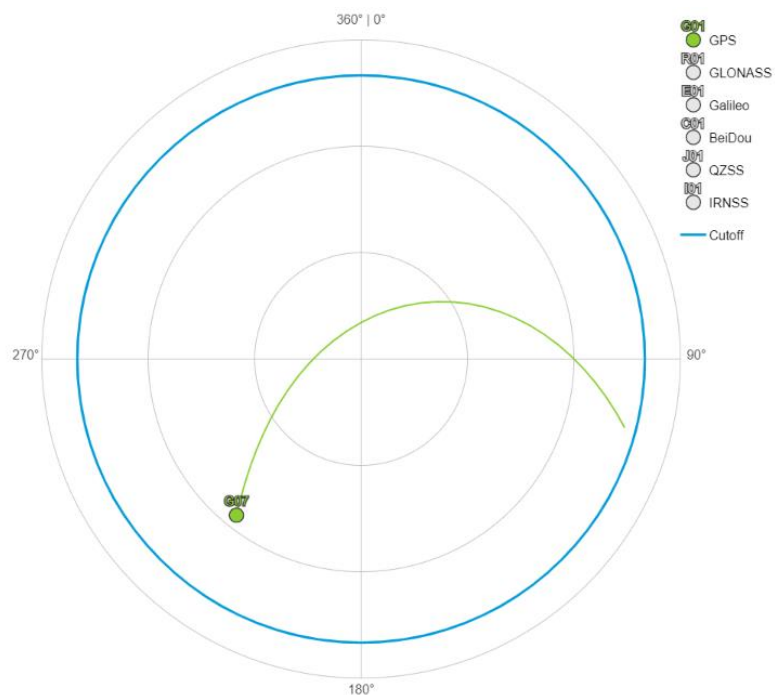 360° | 0°
G01
GPS
R01
GLONASS
E01
Galileo
C01
BeiDou
J01
QZSS
I01
IRNSS
Cutoff
270°
90°
G07
180°